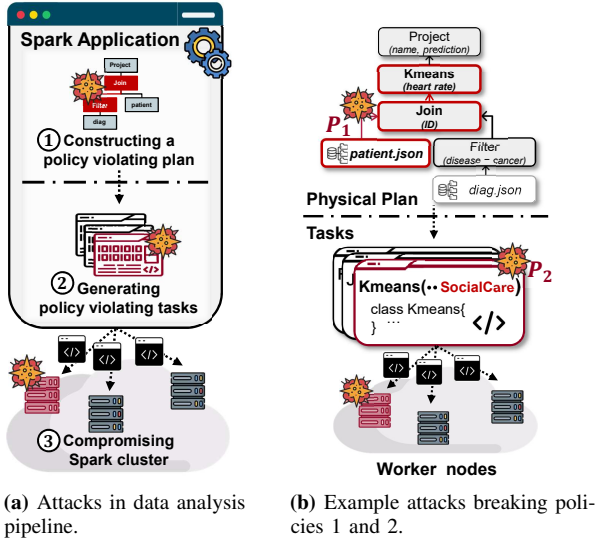 Spark Application
Project
Join
Filter
patient
diag
① Constructing a
policy violating plan
</>
② Generating
policy violating tasks
</>
</>
</>
③ Compromising
Spark cluster
(a) Attacks in data analysis
pipeline.
Project
(name, prediction)
Kmeans
(heart rate)
P1
Join
(ID)
patient.json
Filter
(disease – cancer)
diag.json
Physical Plan
Tasks
P2
Kmeans(•• SocialCare)
class Kmeans{
} ...
</>
</>
</>
</>
Worker nodes
(b) Example attacks breaking poli-
cies 1 and 2.